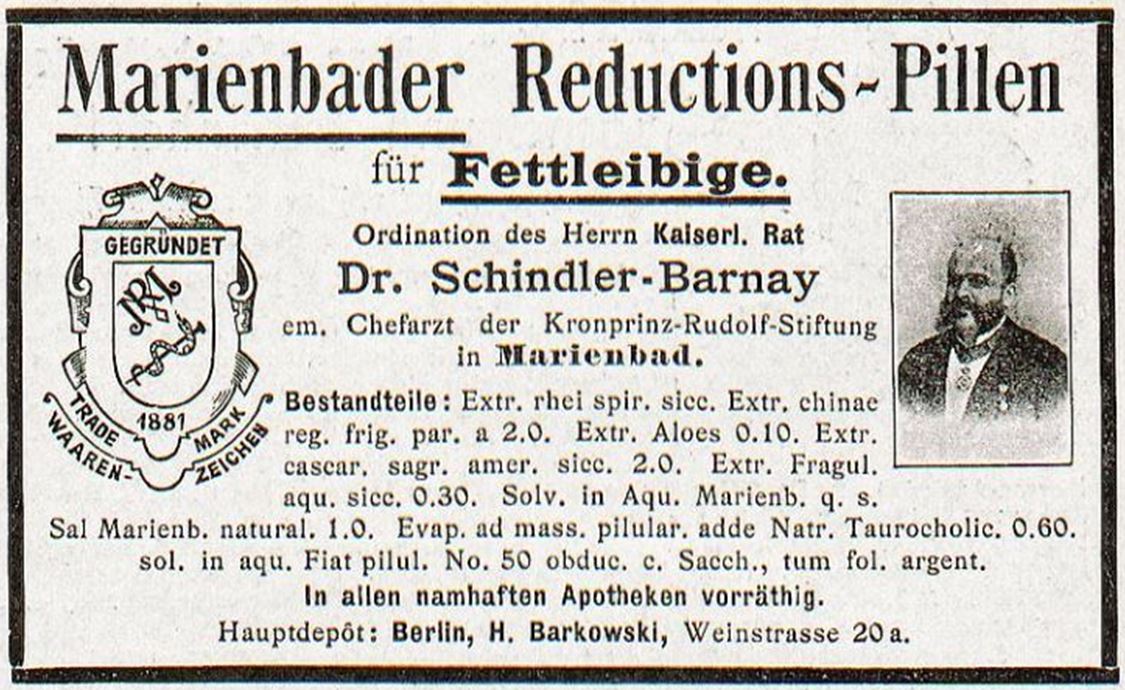 Marienbader Reductions-Pillen
für Fettleibige.
GEGRÜNDET
1881
TRADE MARK
WAAREN-ZEICHEN
Ordination des Herrn Kaiserl. Rat
Dr. Schindler-Barnay
em. Chefarzt der Kronprinz-Rudolf-Stiftung
in Marienbad.
Bestandteile: Extr. rhei spir. sicc. Extr. chinae
reg. frig. par. a 2.0. Extr. Aloes 0.10. Extr.
cascar. sagr. amer. sicc. 2.0. Extr. Fragul.
aqu. sicc. 0.30. Solv. in Aqu. Marienb. q. s.
Sal Marienb. natural. 1.0. Evap. ad mass. pilular. adde Natr. Taurocholic. 0.60.
sol. in aqu. Fiat pilul. No. 50 obduc. c. Sacch., tum fol. argent.
In allen namhaften Apotheken vorräthig.
Hauptdepôt: Berlin, H. Barkowski, Weinstrasse 20a.